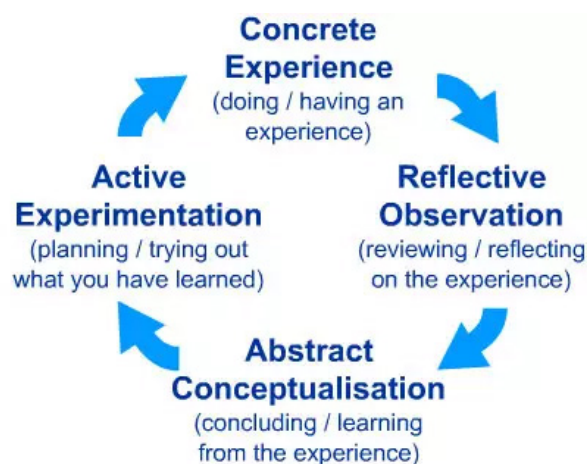 Concrete
Experience
(doing / having an
experience)
Reflective
Observation
(reviewing / reflecting
on the experience)
Abstract
Conceptualisation
(concluding / learning
from the experience)
Active
Experimentation
(planning / trying out
what you have learned)